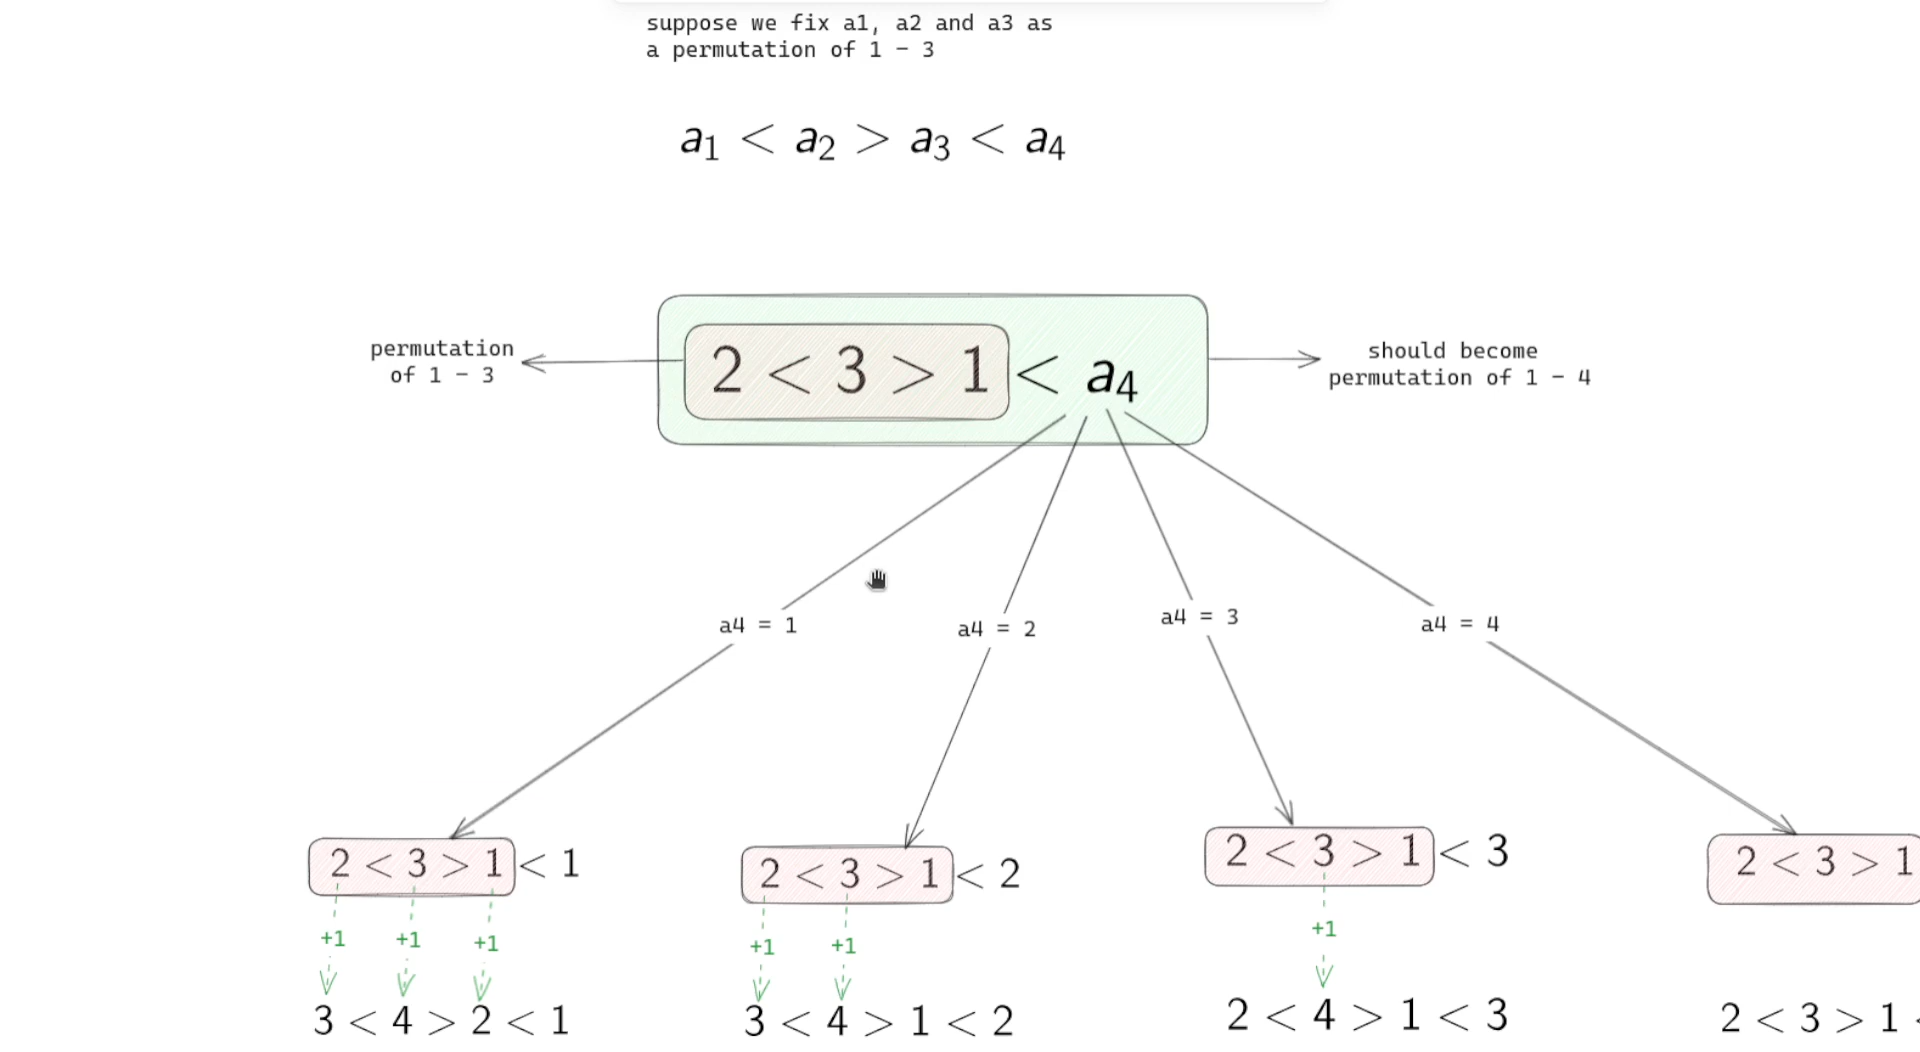 suppose we fix a1, a2 and a3 as
a permutation of 1 - 3
a₁ < a₂ > a₃ < a₄
permutation
of 1 - 3
2 < 3 > 1 < a₄
should become
permutation of 1 - 4
a4 = 1
a4 = 2
a4 = 3
a4 = 4
2 < 3 > 1 < 1
2 < 3 > 1 < 2
2 < 3 > 1 < 3
2 < 3 > 1
+1 +1 +1
+1 +1
+1
3 < 4 > 2 < 1
3 < 4 > 1 < 2
2 < 4 > 1 < 3
2 < 3 > 1 <